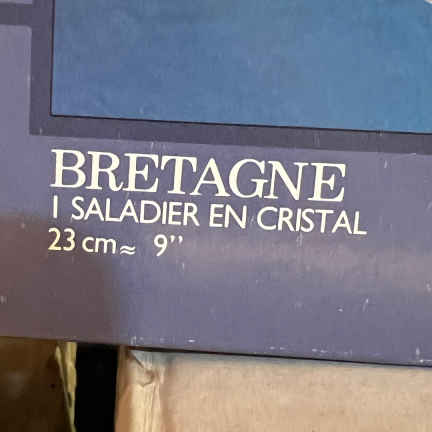 BRETAGNE
1 SALADIER EN CRISTAL
23 cm ≈ 9''